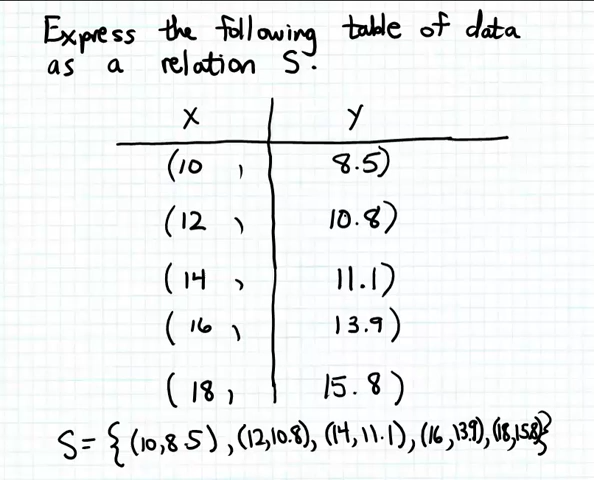 Express the following table of data
as a relation S.
X Y
(10, 8.5)
(12, 10.8)
(14, 11.1)
(16, 13.9)
(18, 15.8)
S = {(10,8.5), (12,10.8), (14,11.1), (16,13.9), (18,15.8)}